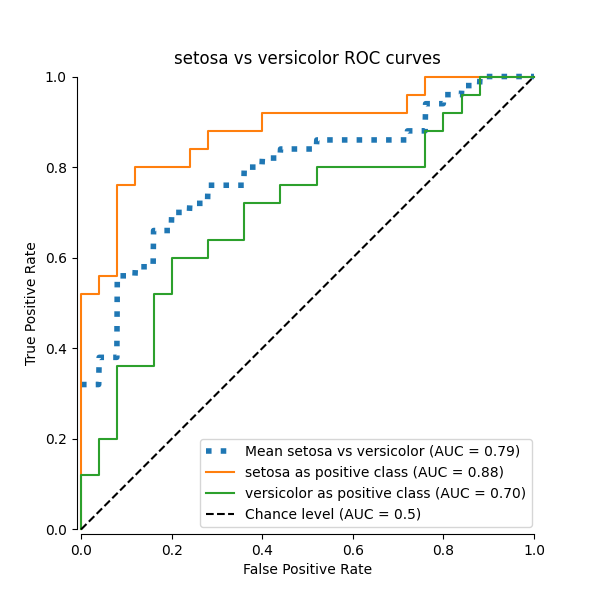 setosa vs versicolor ROC curves
1.0
0.8
0.6
0.4
0.2
0.0
True Positive Rate
Mean setosa vs versicolor (AUC = 0.79)
setosa as positive class (AUC = 0.88)
versicolor as positive class (AUC = 0.70)
Chance level (AUC = 0.5)
0.0 0.2 0.4 0.6 0.8 1.0
False Positive Rate